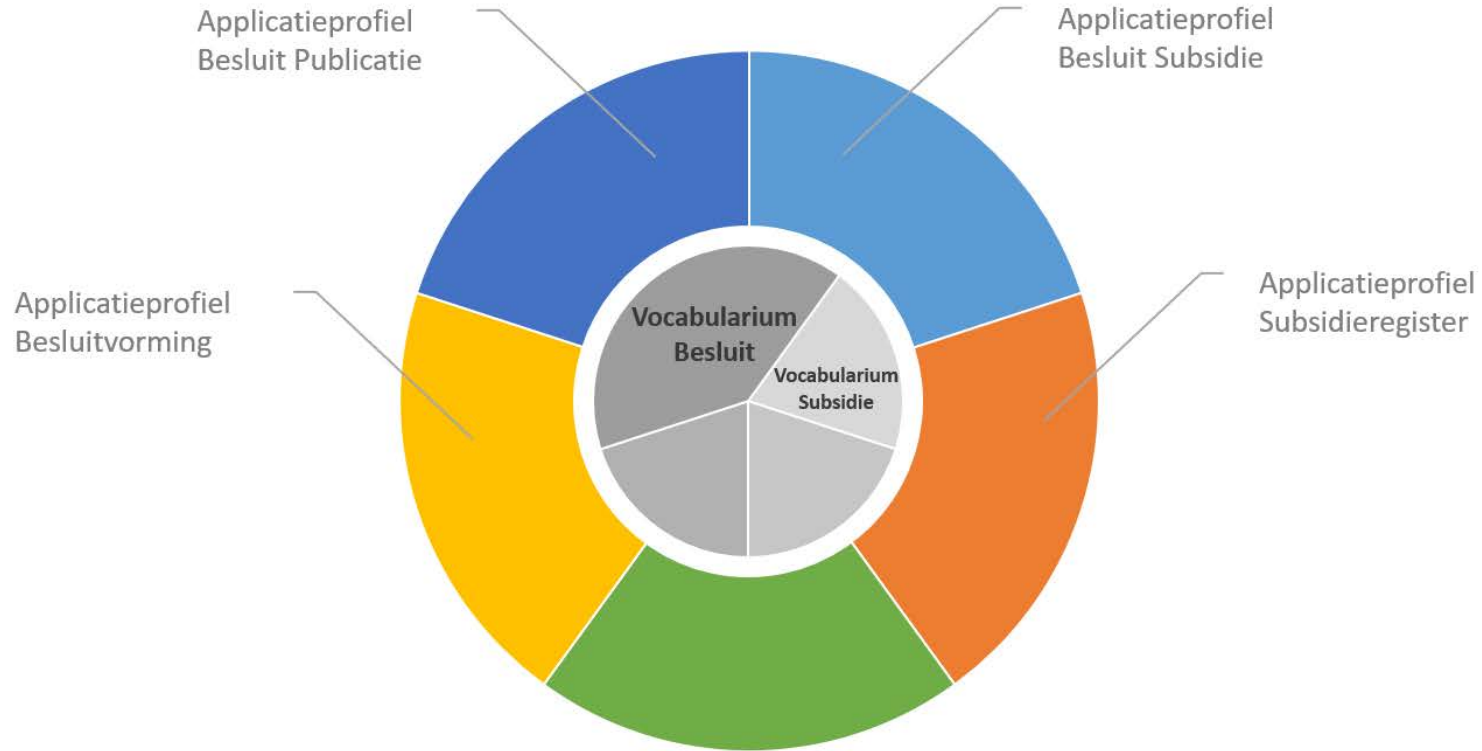 Applicatieprofiel
Besluit Publicatie
Applicatieprofiel
Besluit Subsidie
Applicatieprofiel
Besluitvorming
Vocabularium
Besluit
Vocabularium
Subsidie
Applicatieprofiel
Subsidieregister